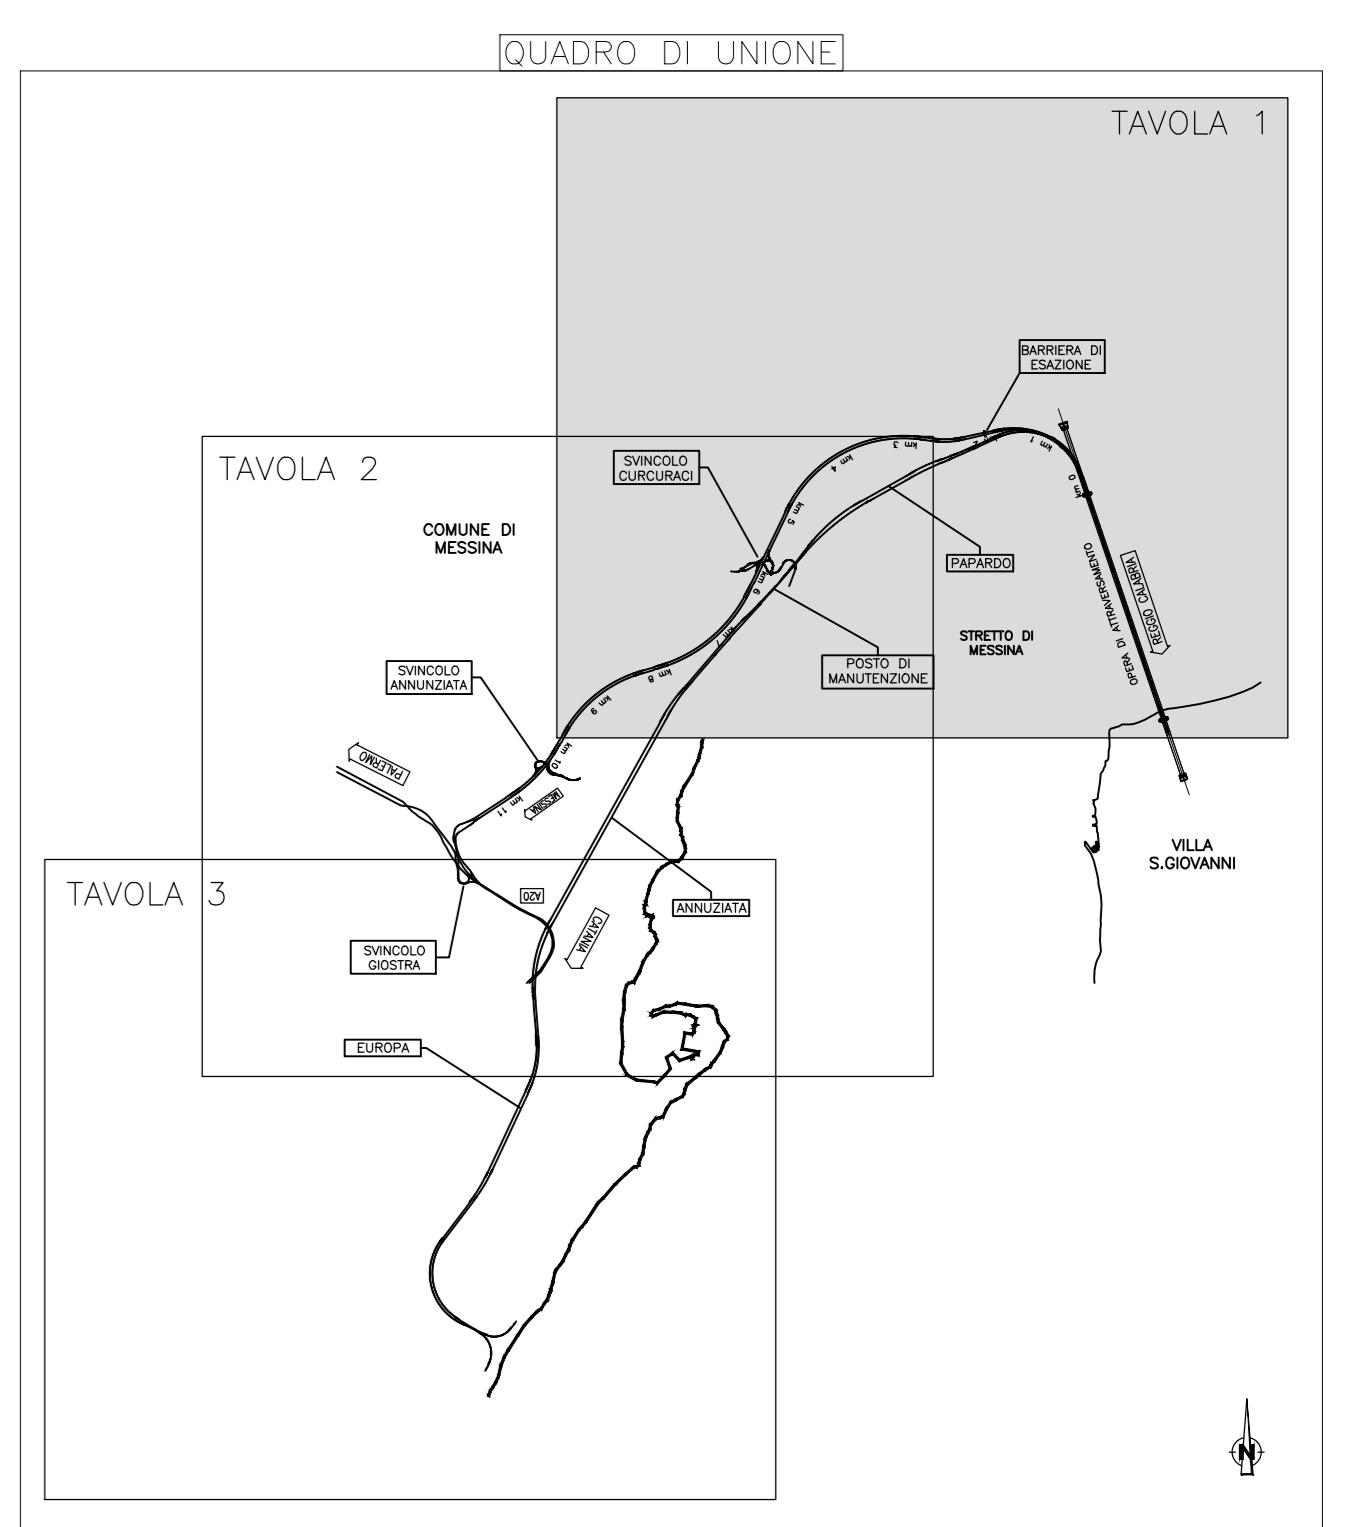 QUADRO DI UNIONE
TAVOLA 1
BARRIERA DI
ESAZIONE
TAVOLA 2
SVINCOLO
CURCURACI
COMUNE DI
MESSINA
km 0
km 1
km 2
km 3
km 4
km 5
km 6
km 7
km 8
km 9
km 10
km 11
PAPARDO
OPERA DI ATTRAVERSAMENTO
REGGIO CALABRIA
STRETTO DI
MESSINA
POSTO DI
MANUTENZIONE
SVINCOLO
ANNUNZIATA
PALERMO
MESSINA
VILLA
S.GIOVANNI
TAVOLA 3
A20
ANNUZIATA
CATANIA
SVINCOLO
GIOSTRA
EUROPA
N